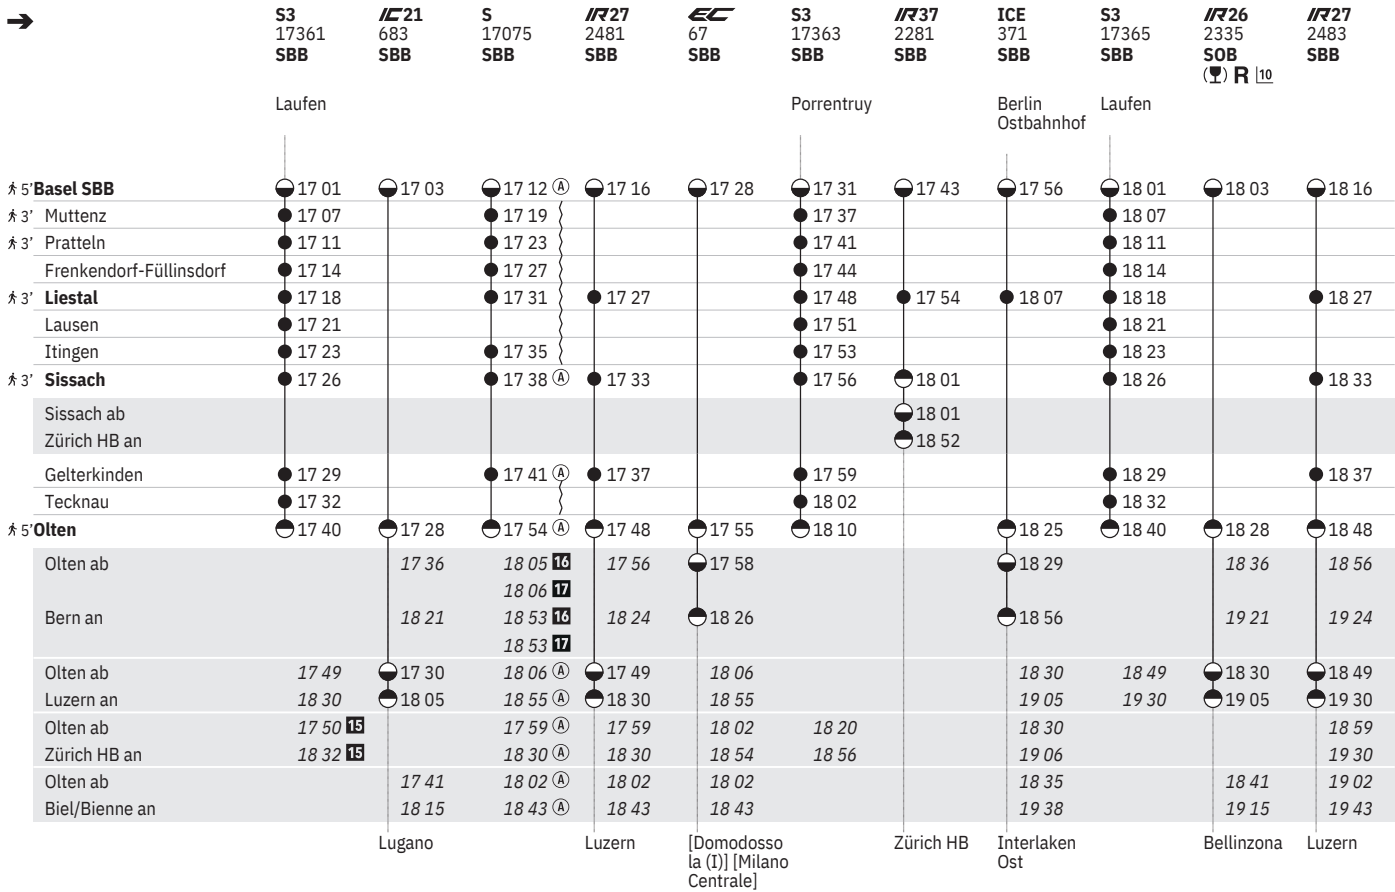 ➔ S3 IC21 S IR27 EC S3 IR37 ICE S3 IR26 IR27
17361 683 17075 2481 67 17363 2281 371 17365 2335 2483
SBB SBB SBB SBB SBB SBB SBB SBB SBB SOB SBB
( ) R 10
Laufen Porrentruy Berlin Laufen
Ostbahnhof
5' Basel SBB 17 01 17 03 17 12 Ⓐ 17 16 17 28 17 31 17 43 17 56 18 01 18 03 18 16
3' Muttenz 17 07 17 19 17 37 18 07
3' Pratteln 17 11 17 23 17 41 18 11
Frenkendorf-Füllinsdorf 17 14 17 27 17 44 18 14
3' Liestal 17 18 17 31 17 27 17 48 17 54 18 07 18 18 18 27
Lausen 17 21 17 51 18 21
Itingen 17 23 17 35 17 53 18 23
3' Sissach 17 26 17 38 Ⓐ 17 33 17 56 18 01 18 26 18 33
Sissach ab 18 01
Zürich HB an 18 52
Gelterkinden 17 29 17 41 Ⓐ 17 37 17 59 18 29 18 37
Tecknau 17 32 18 02 18 32
5' Olten 17 40 17 28 17 54 Ⓐ 17 48 17 55 18 10 18 25 18 40 18 28 18 48
Olten ab 17 36 18 05 16 17 56 17 58 18 29 18 36 18 56
18 06 17
Bern an 18 21 18 53 16 18 24 18 26 18 56 19 21 19 24
18 53 17
Olten ab 17 49 17 30 18 06 Ⓐ 17 49 18 06 18 30 18 49 18 30 18 49
Luzern an 18 30 18 05 18 55 Ⓐ 18 30 18 55 19 05 19 30 19 05 19 30
Olten ab 17 50 15 17 59 Ⓐ 17 59 18 02 18 20 18 30 18 59
Zürich HB an 18 32 15 18 30 Ⓐ 18 30 18 54 18 56 19 06 19 30
Olten ab 17 41 18 02 Ⓐ 18 02 18 02 18 35 18 41 19 02
Biel/Bienne an 18 15 18 43 Ⓐ 18 43 18 43 19 38 19 15 19 43
Lugano Luzern [Domodosso Zürich HB Interlaken Bellinzona Luzern
la (I)] [Milano Ost
Centrale]